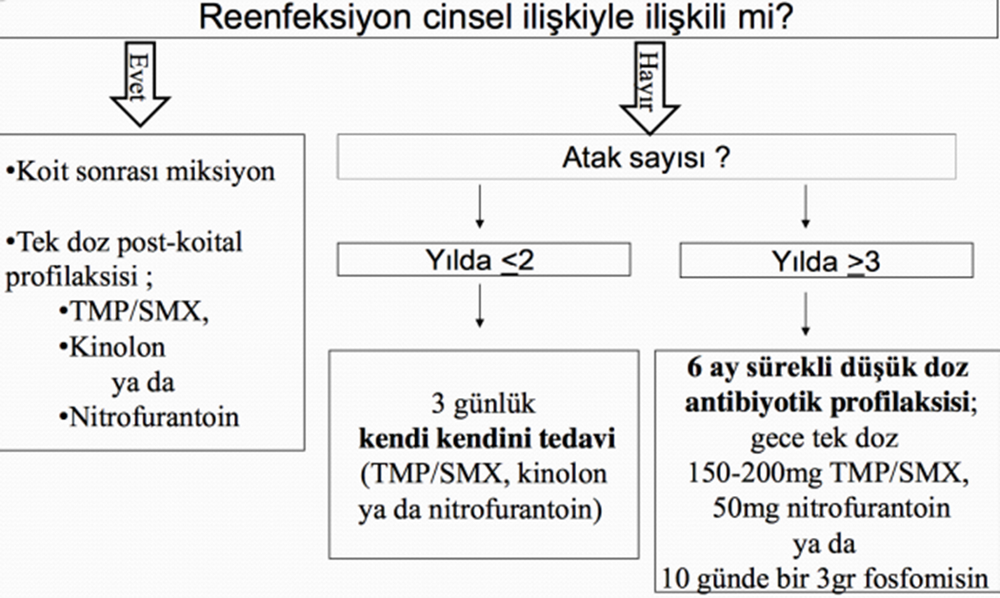 Reenfeksiyon cinsel ilişkiyle ilişkili mi?
Evet
Hayır
•Koit sonrası miksiyon
•Tek doz post-koital
profilaksisi ;
•TMP/SMX,
•Kinolon
ya da
•Nitrofurantoin
Atak sayısı ?
Yılda <2
Yılda >3
3 günlük
kendi kendini tedavi
(TMP/SMX, kinolon
ya da nitrofurantoin)
6 ay sürekli düşük doz
antibiyotik profilaksisi;
gece tek doz
150-200mg TMP/SMX,
50mg nitrofurantoin
ya da
10 günde bir 3gr fosfomisin